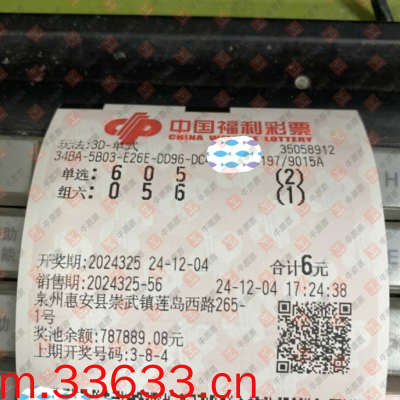 中国福利彩票
CHINA WELFARE LOTTERY
玩法:3D-单式 35058912
34BA-5B03-E26E-DD96-DC 197/9015A
单选: 6 0 5 (2)
组六: 0 5 6 (1)
开奖期:2024325 24-12-04 合计6元
销售期:2024325-56 24-12-04 17:24:38
泉州惠安县崇武镇莲岛西路265-
1号
奖池余额:787889.08元
上期开奖号码:3-8-4
m.33633.cn